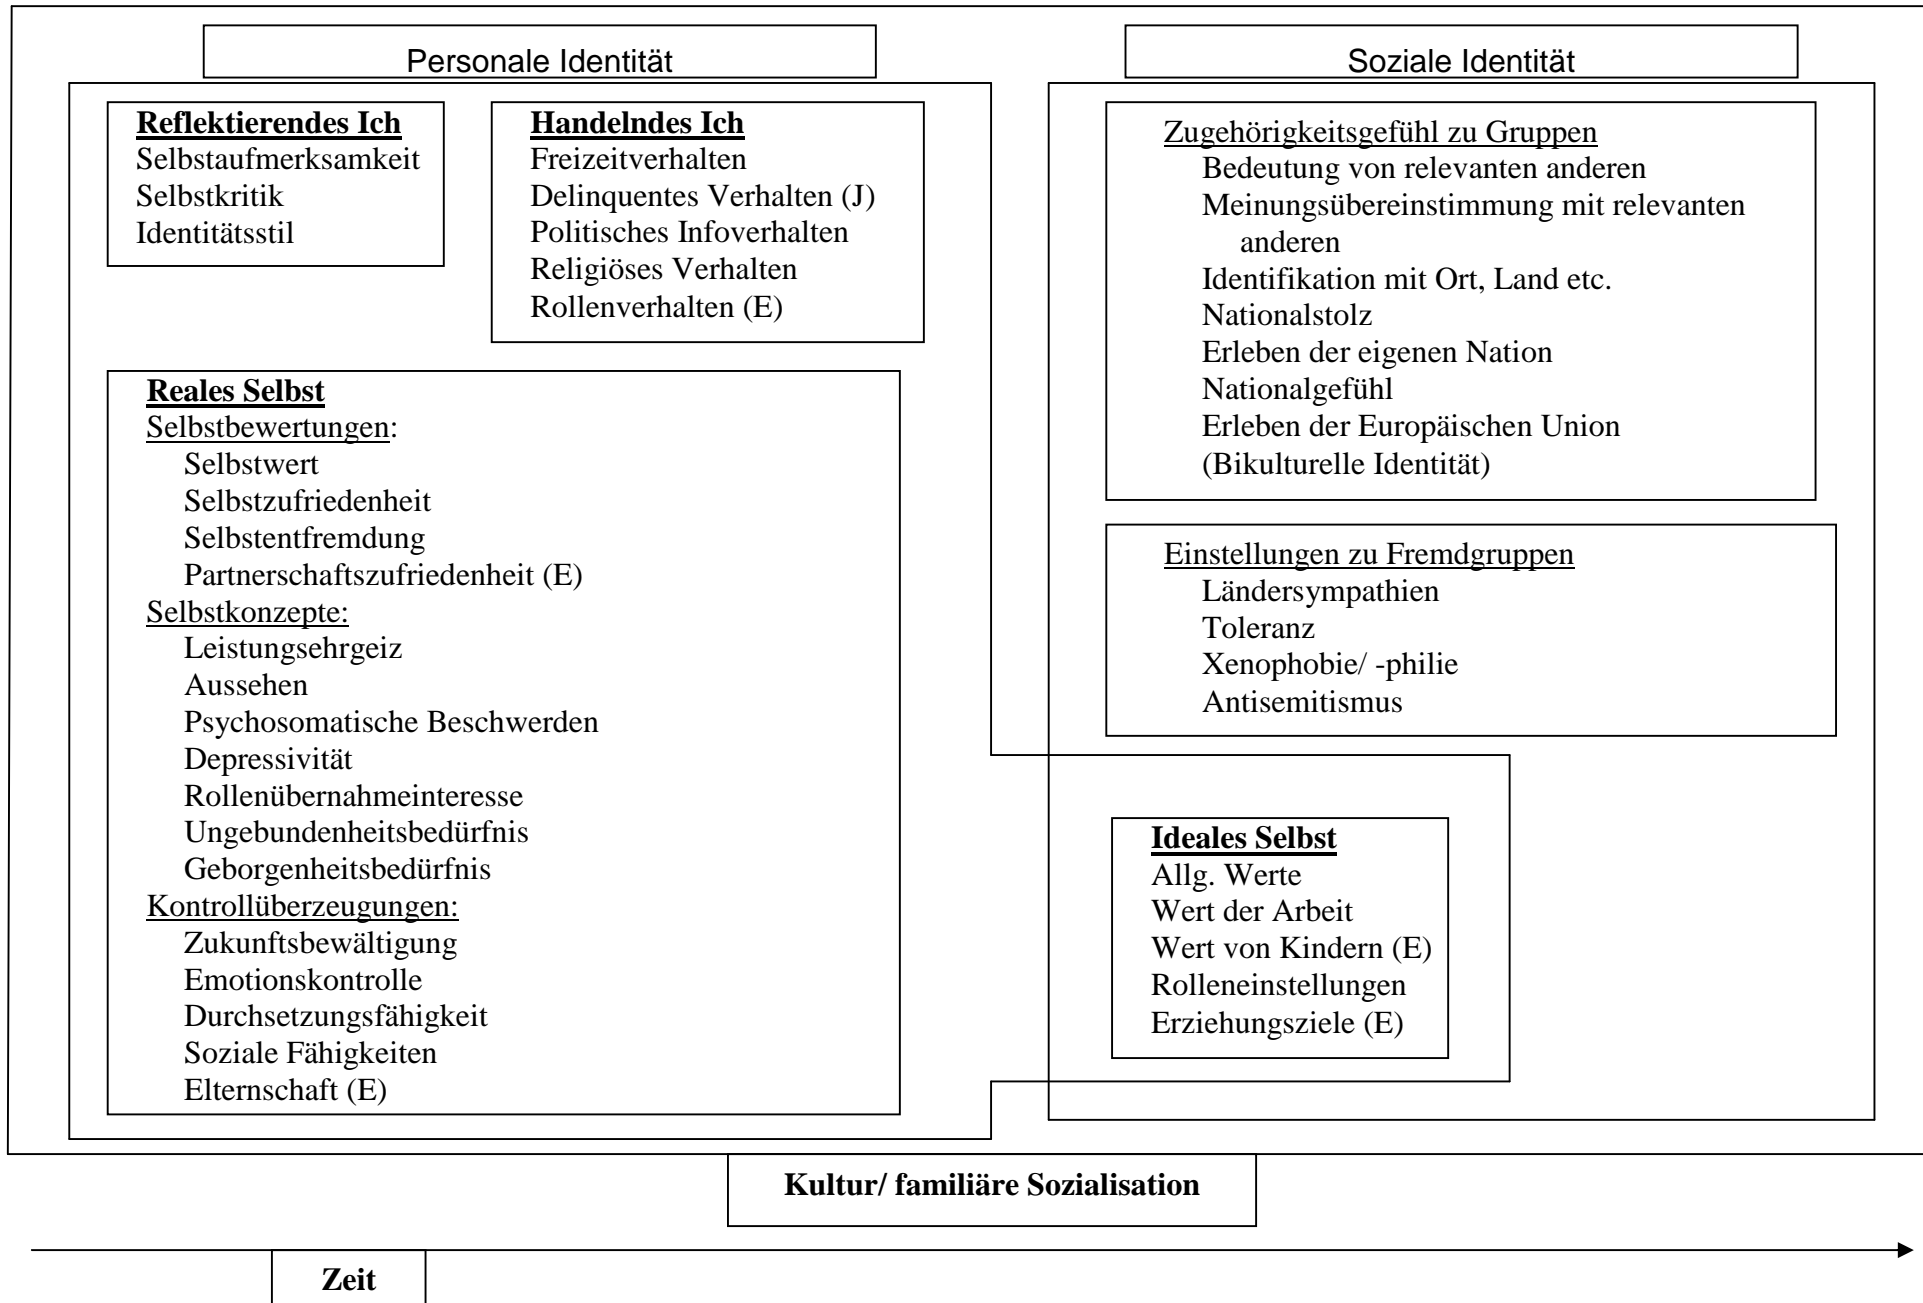 Personale Identität
Reflektierendes Ich
Selbstaufmerksamkeit
Selbstkritik
Identitätsstil
Handelndes Ich
Freizeitverhalten
Delinquentes Verhalten (J)
Politisches Infoverhalten
Religiöses Verhalten
Rollenverhalten (E)
Reales Selbst
Selbstbewertungen:
Selbstwert
Selbstzufriedenheit
Selbstentfremdung
Partnerschaftszufriedenheit (E)
Selbstkonzepte:
Leistungsehrgeiz
Aussehen
Psychosomatische Beschwerden
Depressivität
Rollenübernahmeinteresse
Ungebundenheitsbedürfnis
Geborgenheitsbedürfnis
Kontrollüberzeugungen:
Zukunftsbewältigung
Emotionskontrolle
Durchsetzungsfähigkeit
Soziale Fähigkeiten
Elternschaft (E)
Soziale Identität
Zugehörigkeitsgefühl zu Gruppen
Bedeutung von relevanten anderen
Meinungsübereinstimmung mit relevanten
anderen
Identifikation mit Ort, Land etc.
Nationalstolz
Erleben der eigenen Nation
Nationalgefühl
Erleben der Europäischen Union
(Bikulturelle Identität)
Einstellungen zu Fremdgruppen
Ländersympathien
Toleranz
Xenophobie/ -philie
Antisemitismus
Ideales Selbst
Allg. Werte
Wert der Arbeit
Wert von Kindern (E)
Rolleneinstellungen
Erziehungsziele (E)
Kultur/ familiäre Sozialisation
Zeit